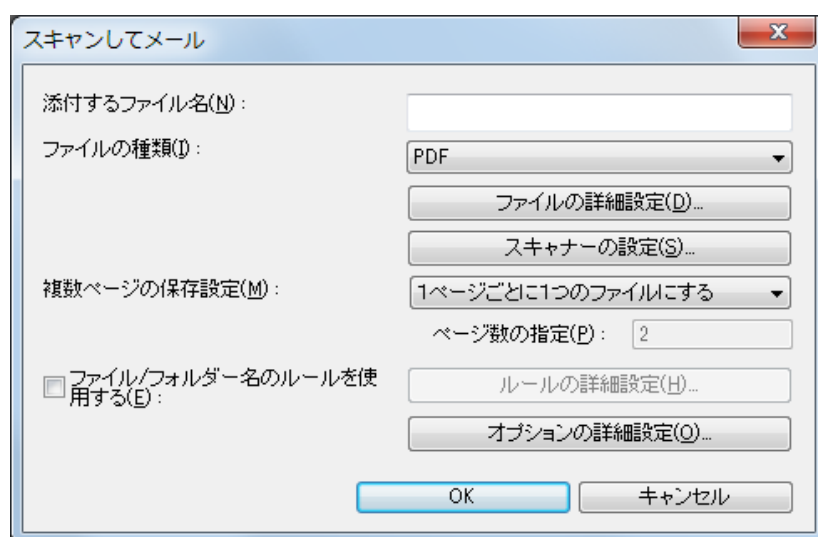 スキャンしてメール
添付するファイル名(N):
ファイルの種類(I):
PDF
ファイルの詳細設定(D)...
スキャナーの設定(S)...
複数ページの保存設定(M):
1ページごとに1つのファイルにする
ページ数の指定(P):
2
ファイル/フォルダー名のルールを使
用する(E):
ルールの詳細設定(H)...
オプションの詳細設定(O)...
OK
キャンセル